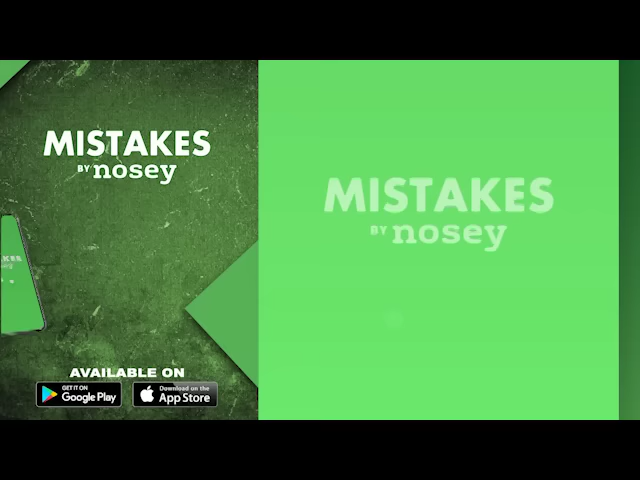 MISTAKES
BY nosey
AVAILABLE ON
GET IT ON
Google Play
Download on the
App Store
MISTAKES
BY nosey